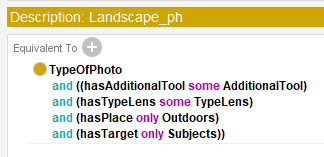 Description: Landscape_ph
Equivalent To
TypeOfPhoto
and ((hasAdditionalTool some AdditionalTool)
and (hasTypeLens some TypeLens)
and (hasPlace only Outdoors)
and (hasTarget only Subjects))